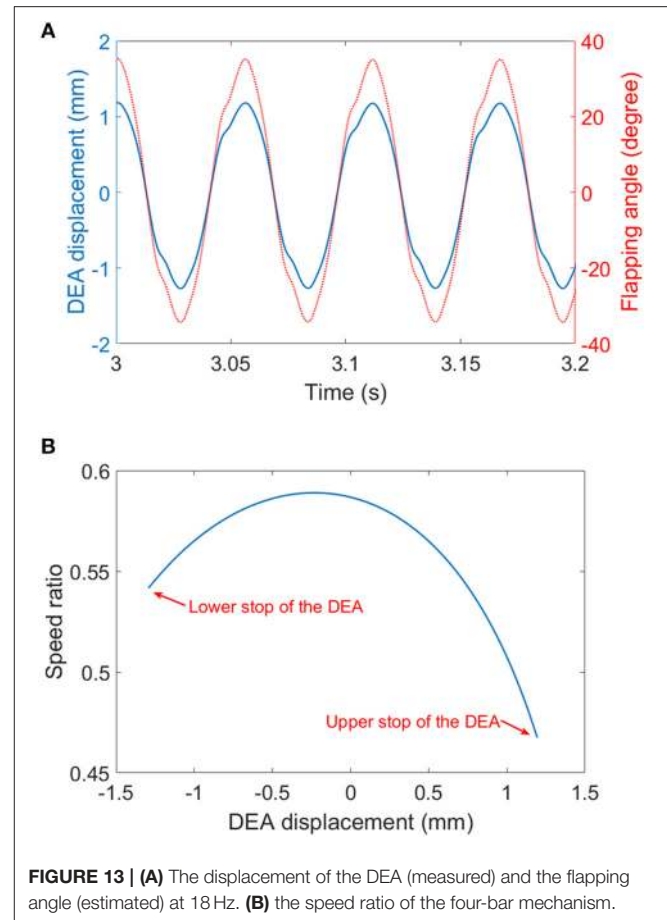 A
2
1
0
-1
-2
DEA displacement (mm)
40
20
0
-20
-40
Flapping angle (degree)
3
3.05
3.1
3.15
3.2
Time (s)
B
0.6
0.55
0.5
0.45
Speed ratio
Lower stop of the DEA
Upper stop of the DEA
-1.5
-1
-0.5
0
0.5
1
1.5
DEA displacement (mm)
FIGURE 13 | (A) The displacement of the DEA (measured) and the flapping
angle (estimated) at 18 Hz. (B) the speed ratio of the four-bar mechanism.